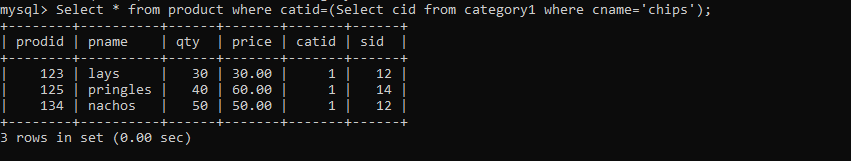 mysql> Select * from product where catid=(Select cid from category1 where cname='chips');
+--------+----------+------+-------+-------+------+
| prodid | pname    | qty  | price | catid | sid  |
+--------+----------+------+-------+-------+------+
|    123 | lays     |   30 | 30.00 |     1 |   12 |
|    125 | pringles |   40 | 60.00 |     1 |   14 |
|    134 | nachos   |   50 | 50.00 |     1 |   12 |
+--------+----------+------+-------+-------+------+
3 rows in set (0.00 sec)